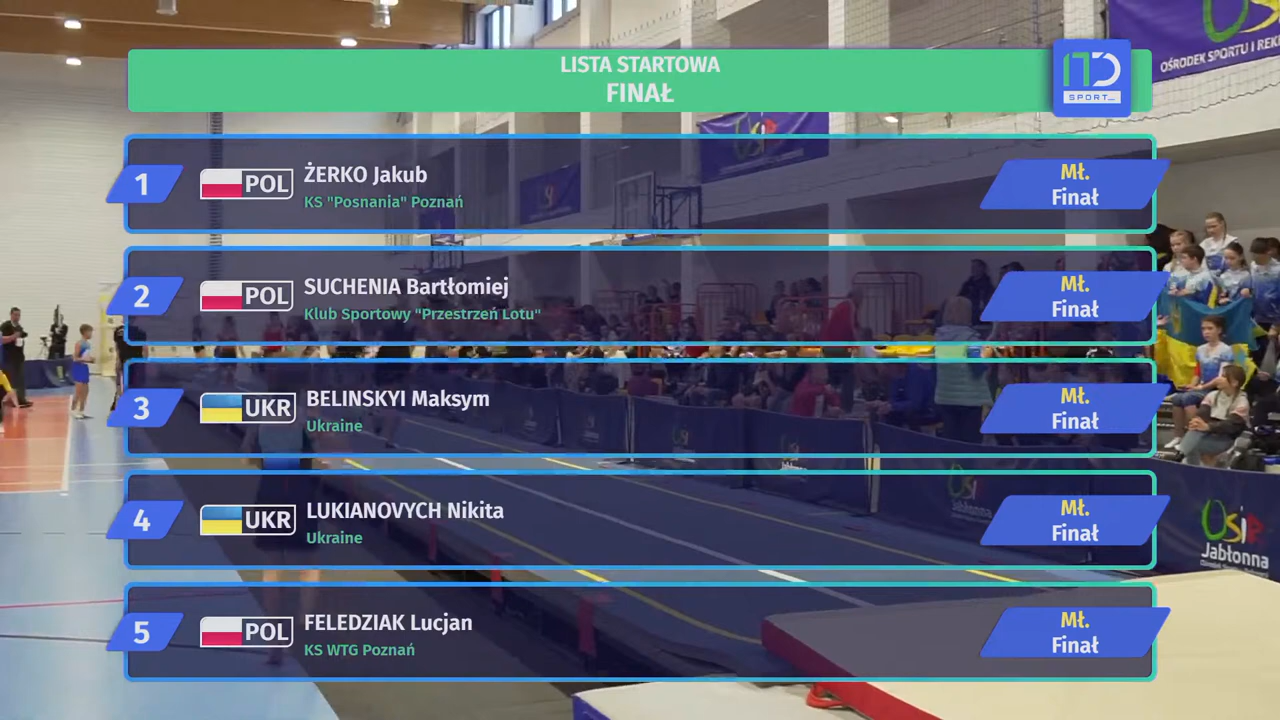 LISTA STARTOWA
FINAŁ
SPORT_
OŚRODEK SPORTU I REK
1
POL
ŻERKO Jakub
KS "Posnania" Poznań
Mł.
Finał
2
POL
SUCHENIA Bartłomiej
Klub Sportowy "Przestrzeń Lotu"
Mł.
Finał
3
UKR
BELINSKYI Maksym
Ukraine
Mł.
Finał
4
UKR
LUKIANOVYCH Nikita
Ukraine
Mł.
Finał
5
POL
FELEDZIAK Lucjan
KS WTG Poznań
Mł.
Finał
OSiR
Jabłonna